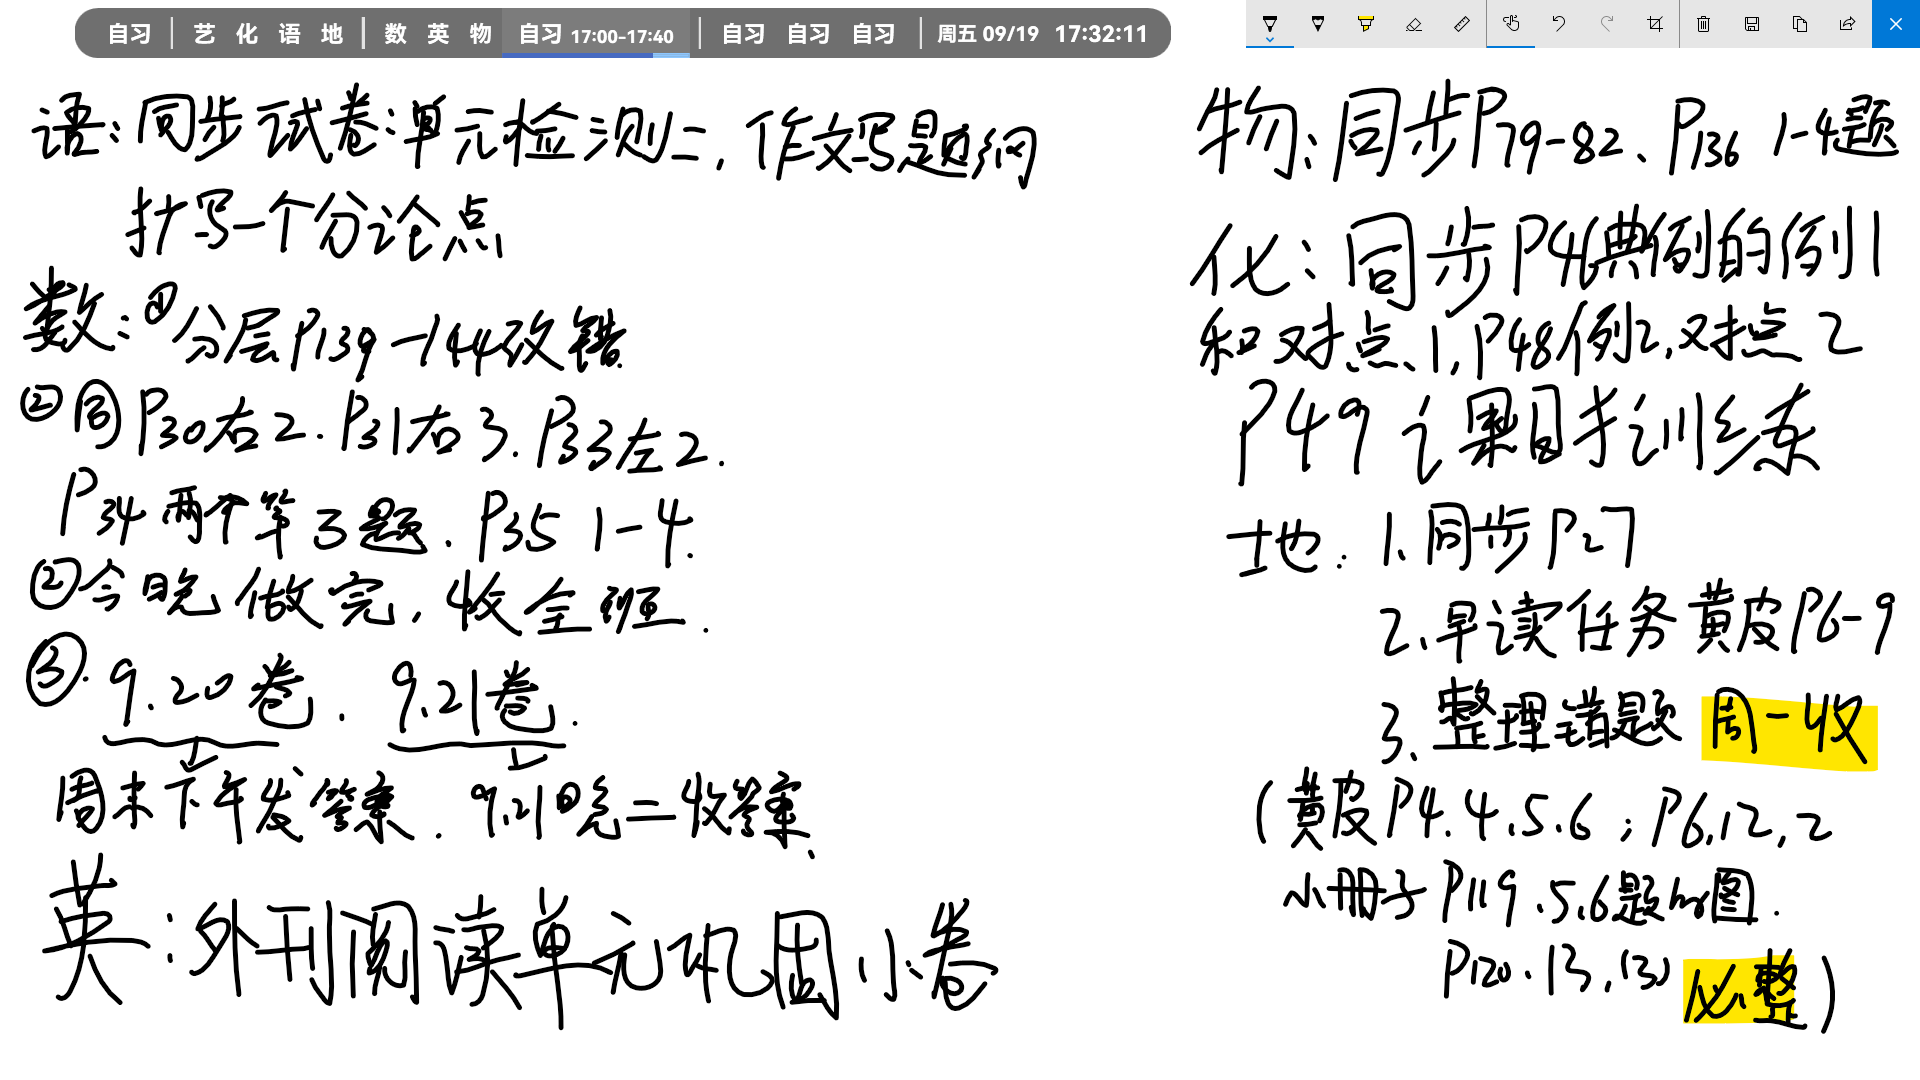 自习 | 艺 化 语 地 | 数 英 物 自习 17:00-17:40 | 自习 自习 自习 | 周五 09/19 17:32:11
语:同步试卷:单元检测二,作文写题纲
抄写一个分论点
数:①分层P139-144改错
②同P30右2.P31右3.P33左2.
P34两个第3题.P35 1-4.
②今晚做完,收全班.
③.9.20卷.9.21卷.
周末下午发答案.9.21日晚二收答案.
英:外刊阅读单元巩固小卷
物:同步P79-82、P136 1-4题
化:同步P46典例的例1
和对点、1,P48例2,对点2
P49 课时训练
地:1、同步P27
2、早读任务黄皮P6-9
3、整理错题 周一收
(黄皮P4.4.5.6;P6,12,2
小册子P119.5.6题的图.
P120.13,(3)必整)